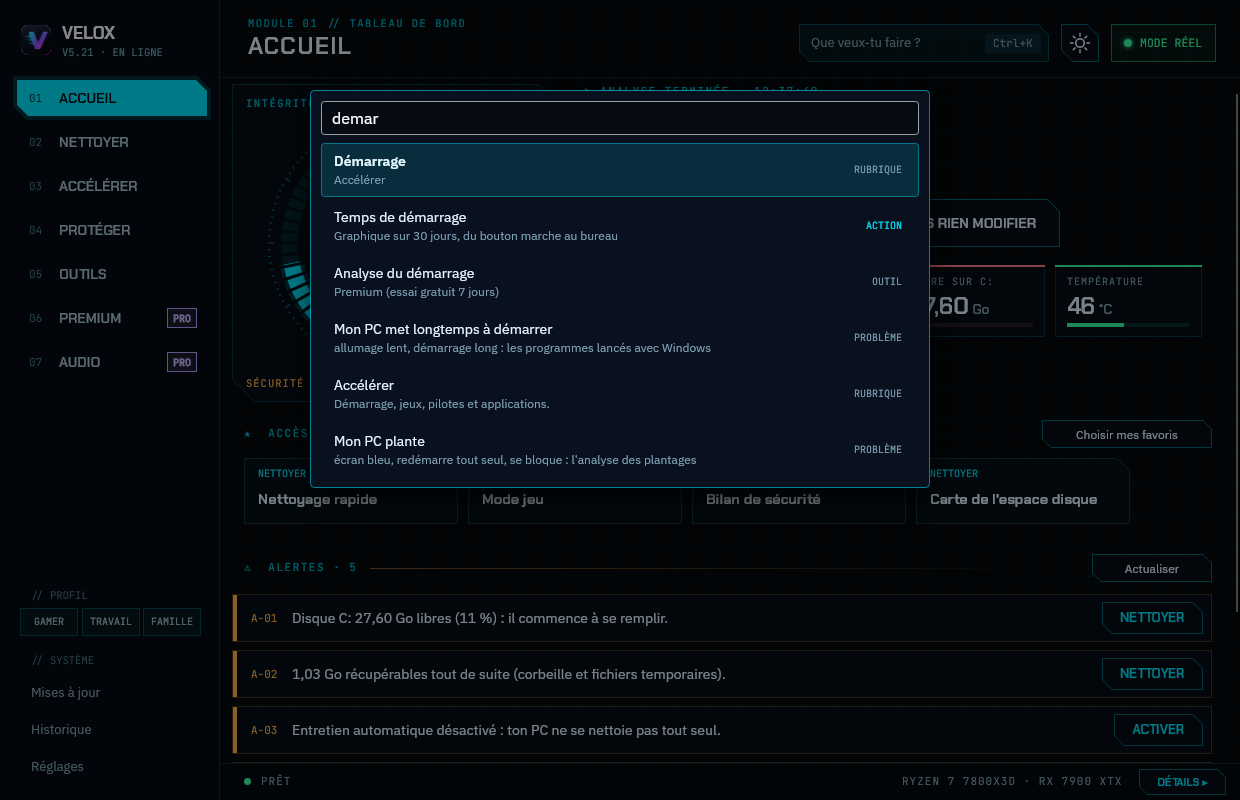 VELOX
V5.21 · EN LIGNE
01 ACCUEIL
02 NETTOYER
03 ACCÉLÉRER
04 PROTÉGER
05 OUTILS
06 PREMIUM PRO
07 AUDIO PRO
// PROFIL
GAMER TRAVAIL FAMILLE
// SYSTÈME
Mises à jour
Historique
Réglages
MODULE 01 // TABLEAU DE BORD
ACCUEIL
Que veux-tu faire ? Ctrl+K
MODE RÉEL
demar
Démarrage
Accélérer
RUBRIQUE
Temps de démarrage
Graphique sur 30 jours, du bouton marche au bureau
ACTION
Analyse du démarrage
Premium (essai gratuit 7 jours)
OUTIL
Mon PC met longtemps à démarrer
allumage lent, démarrage long : les programmes lancés avec Windows
PROBLÈME
Accélérer
Démarrage, jeux, pilotes et applications.
RUBRIQUE
Mon PC plante
écran bleu, redémarre tout seul, se bloque : l'analyse des plantages
PROBLÈME
RIEN MODIFIER
SUR C:
7,60 Go
TEMPÉRATURE
46 °C
SÉCURITÉ
★ ACCÈS
Choisir mes favoris
NETTOYER
Nettoyage rapide
Mode jeu
Bilan de sécurité
NETTOYER
Carte de l'espace disque
⚠ ALERTES · 5
Actualiser
A-01 Disque C: 27,60 Go libres (11 %) : il commence à se remplir. NETTOYER
A-02 1,03 Go récupérables tout de suite (corbeille et fichiers temporaires). NETTOYER
A-03 Entretien automatique désactivé : ton PC ne se nettoie pas tout seul. ACTIVER
PRÊT
RYZEN 7 7800X3D · RX 7900 XTX
DÉTAILS ▸